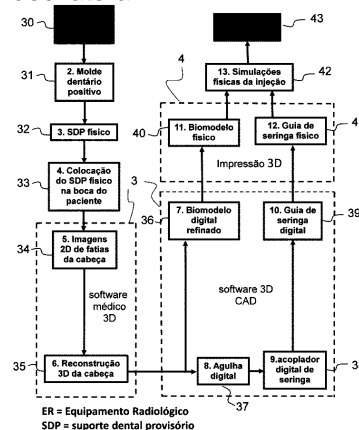 30
43
31
2. Molde
dentário
positivo
4
13. Simulações
físicas da injeção
42
32
3. SDP físico
40
11. Biomodelo
físico
12. Guia de
seringa físico
4
Impressão 3D
33
4. Colocação
do SDP físico
na boca do
paciente
3
36
7. Biomodelo
digital
refinado
10. Guia de
seringa
digital
39
34
5. Imagens
2D de fatias
da cabeça
software
médico
3D
software 3D
CAD
35
6. Reconstrução
3D da cabeça
8. Agulha
digital
9.acoplador
digital de
seringa
3
37
ER = Equipamento Radiológico
SDP = suporte dental provisório